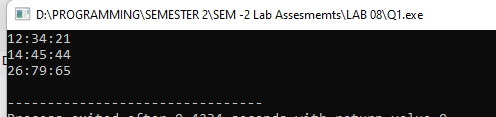 D:\PROGRAMMING\SEMESTER 2\SEM -2 Lab Assesmemts\LAB 08\Q1.exe
12:34:21
14:45:44
26:79:65
--------------------------------
Process exited after 0.4234 seconds with return value 0